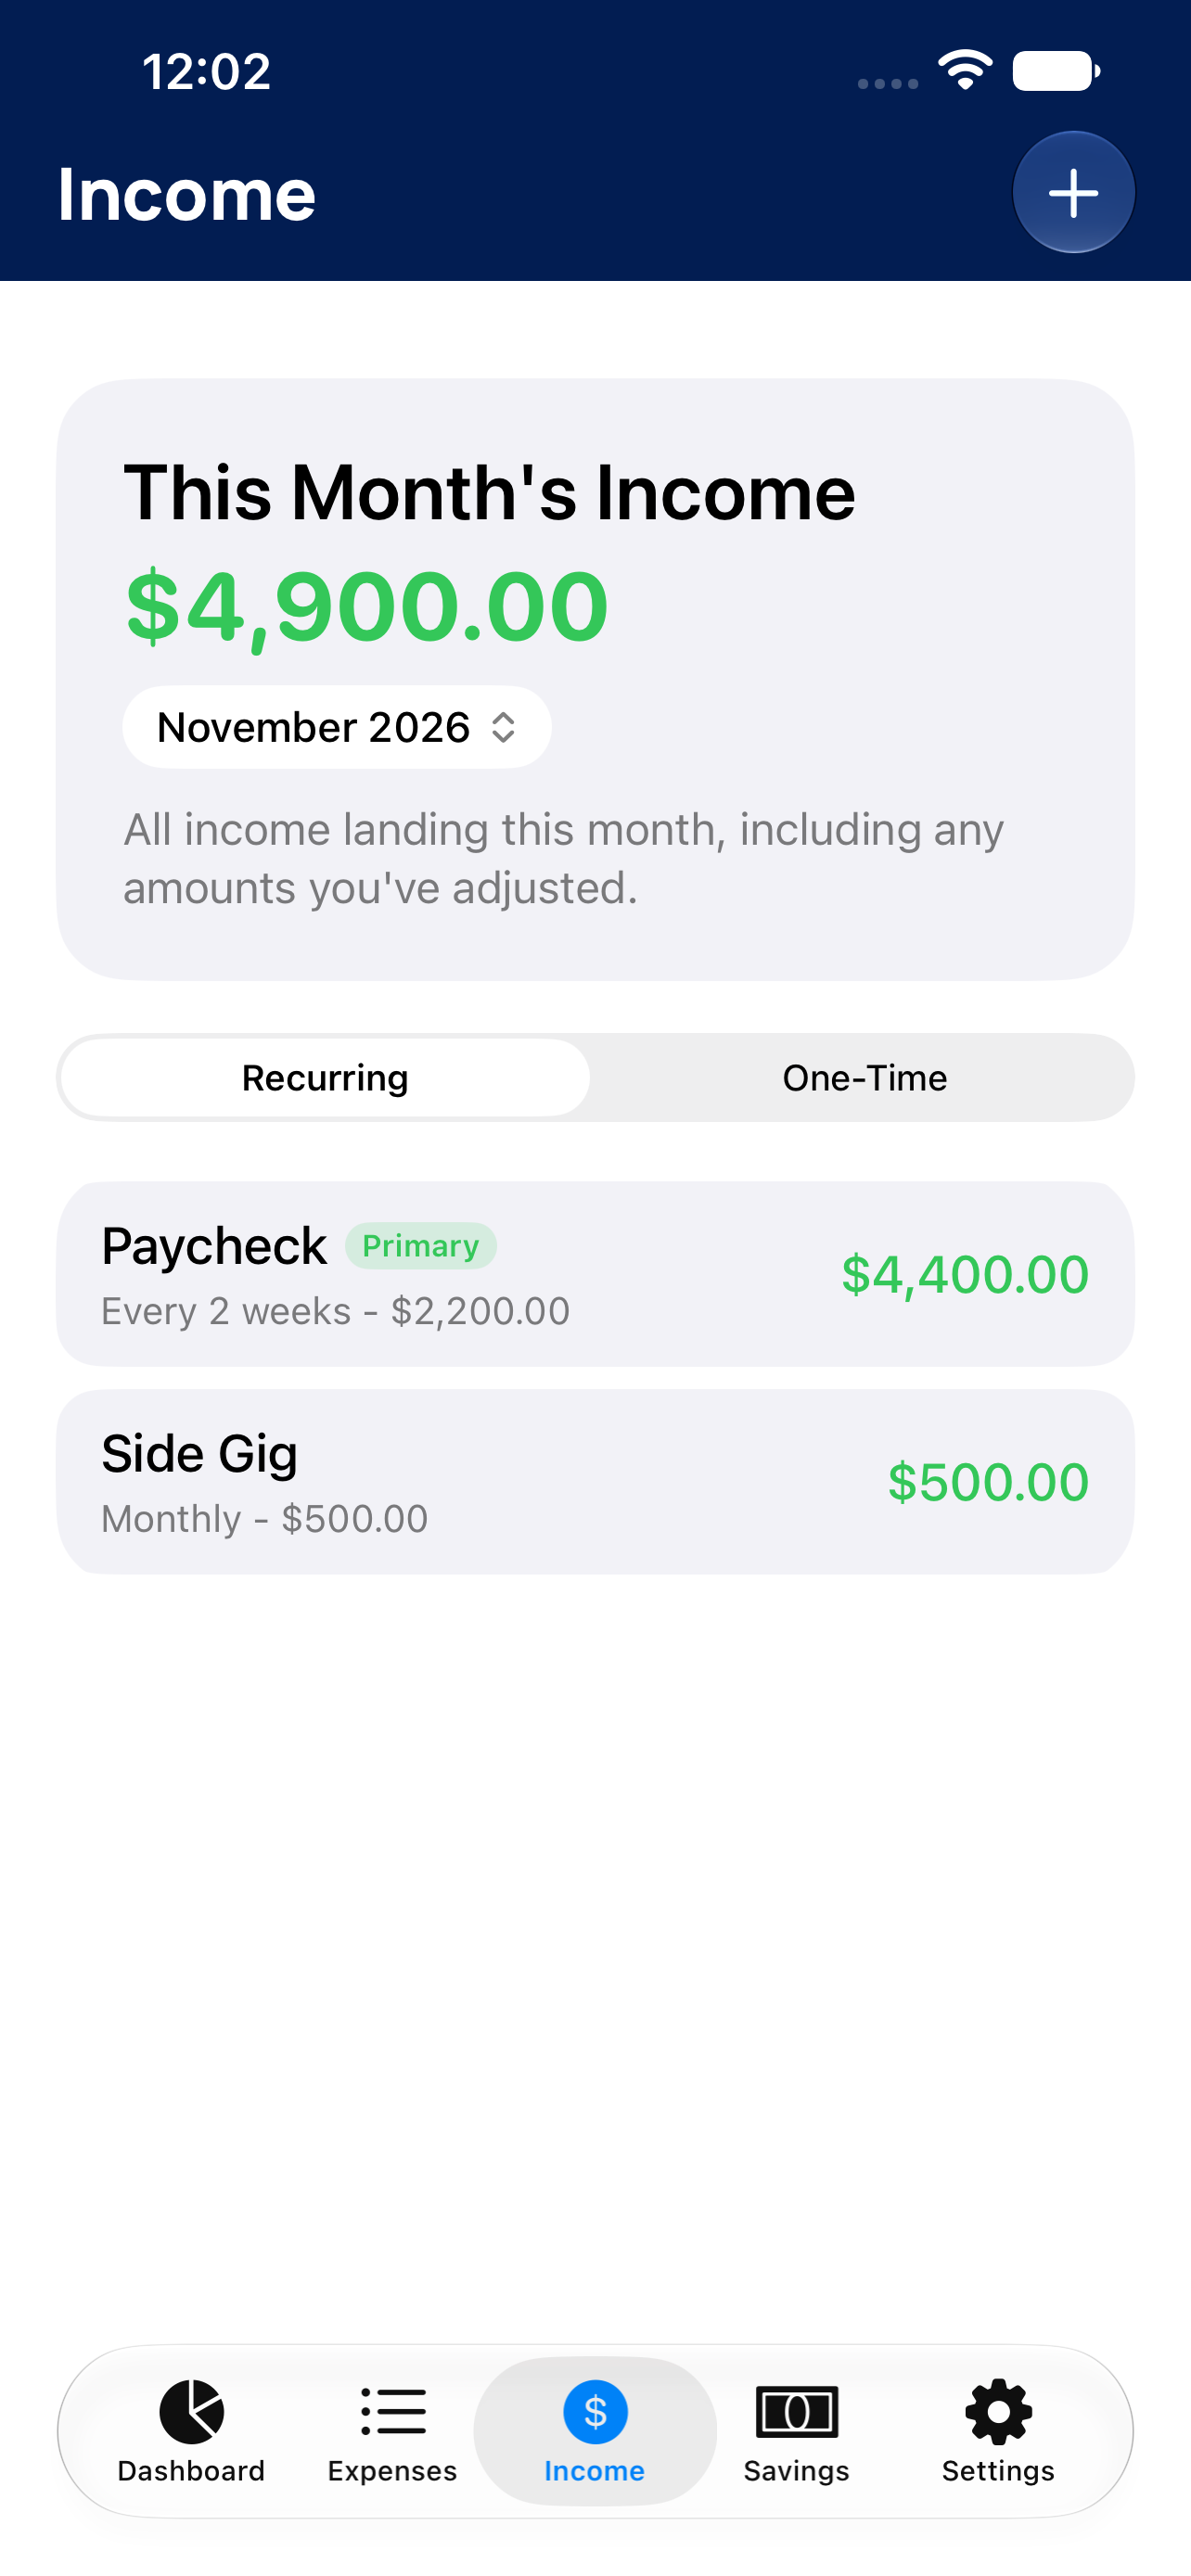 12:02
Income
This Month's Income
$4,900.00
November 2026
All income landing this month, including any
amounts you've adjusted.
Recurring
One-Time
Paycheck Primary
$4,400.00
Every 2 weeks - $2,200.00
Side Gig
$500.00
Monthly - $500.00
Dashboard
Expenses
Income
Savings
Settings